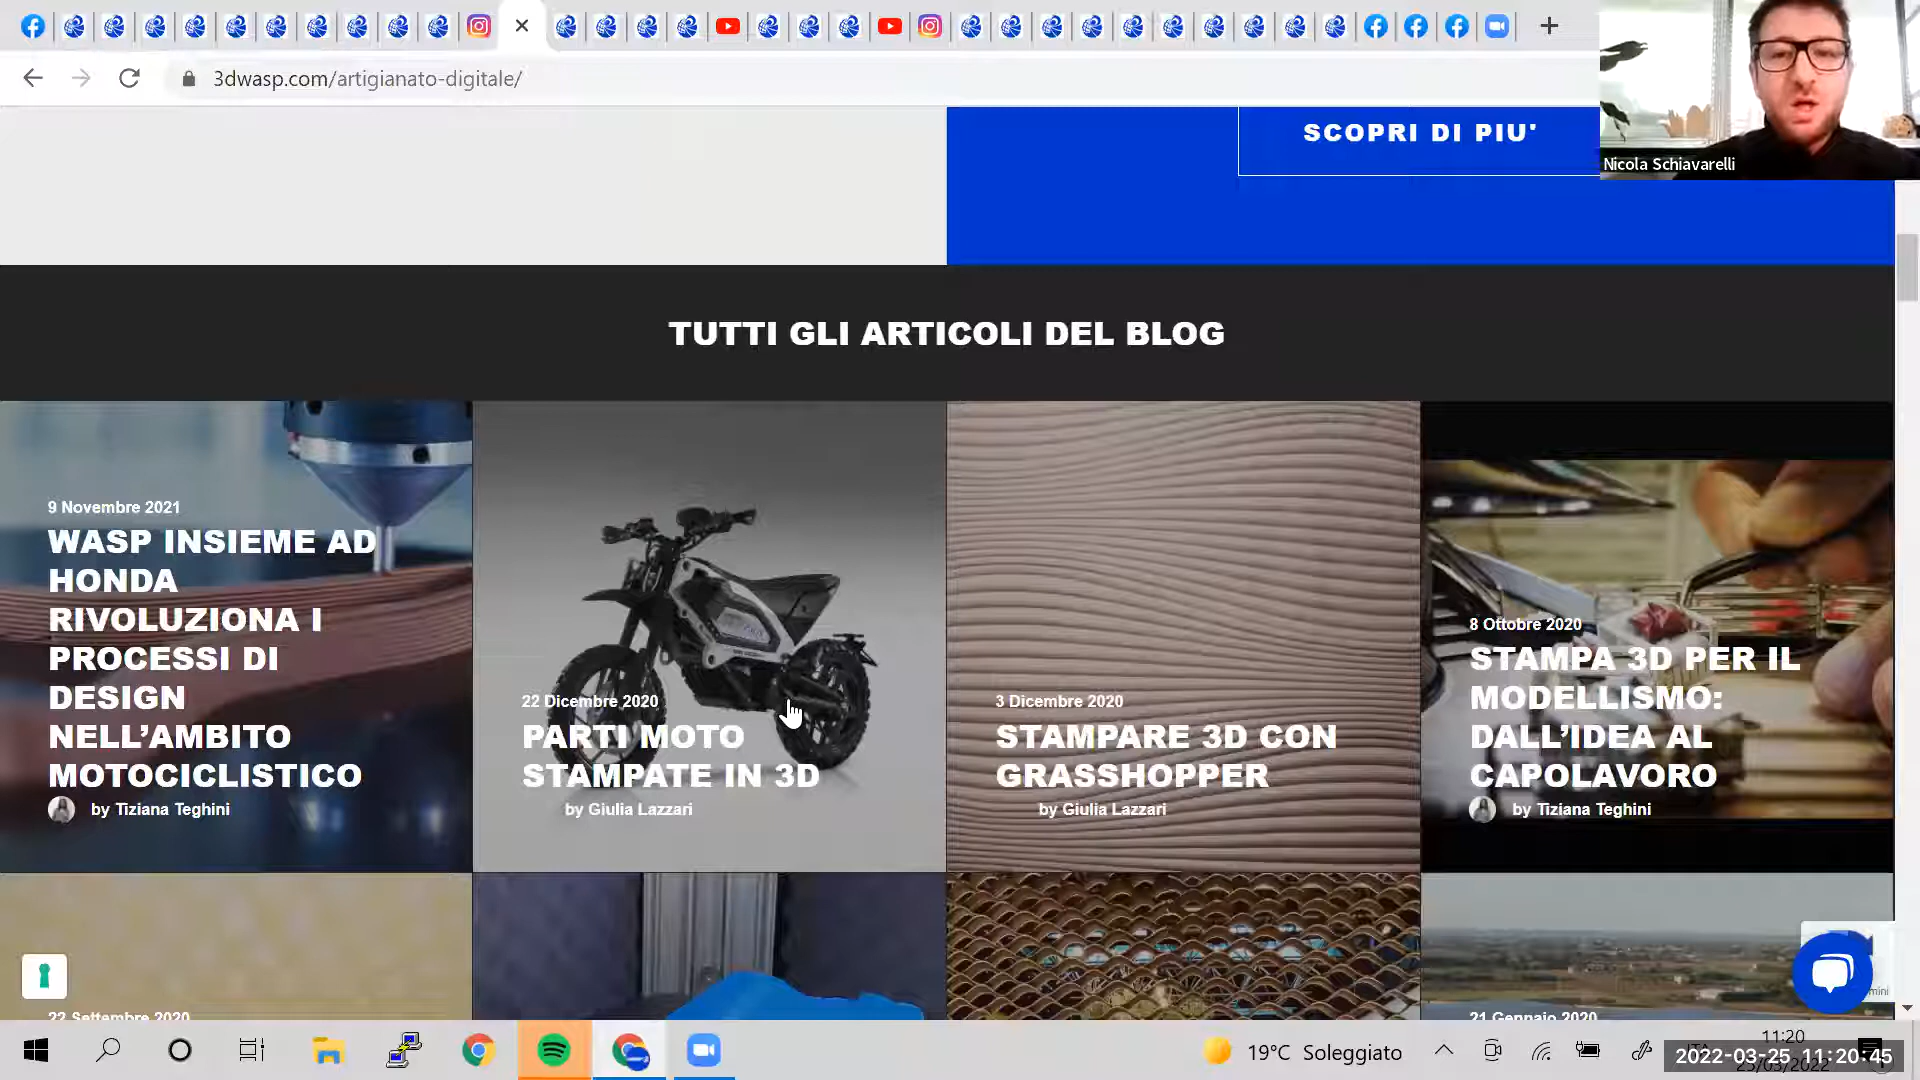 3dwasp.com/artigianato-digitale/
SCOPRI DI PIU'
Nicola Schiavarelli
TUTTI GLI ARTICOLI DEL BLOG
9 Novembre 2021
WASP INSIEME AD
HONDA
RIVOLUZIONA I
PROCESSI DI
DESIGN
NELL'AMBITO
MOTOCICLISTICO
by Tiziana Teghini
22 Dicembre 2020
PARTI MOTO
STAMPATE IN 3D
by Giulia Lazzari
3 Dicembre 2020
STAMPARE 3D CON
GRASSHOPPER
by Giulia Lazzari
8 Ottobre 2020
STAMPA 3D PER IL
MODELLISMO:
DALL'IDEA AL
CAPOLAVORO
by Tiziana Teghini
22 Settembre 2020
21 Gennaio 2020
19°C Soleggiato
11:20
2022-03-25 11:20:45
25/03/2022